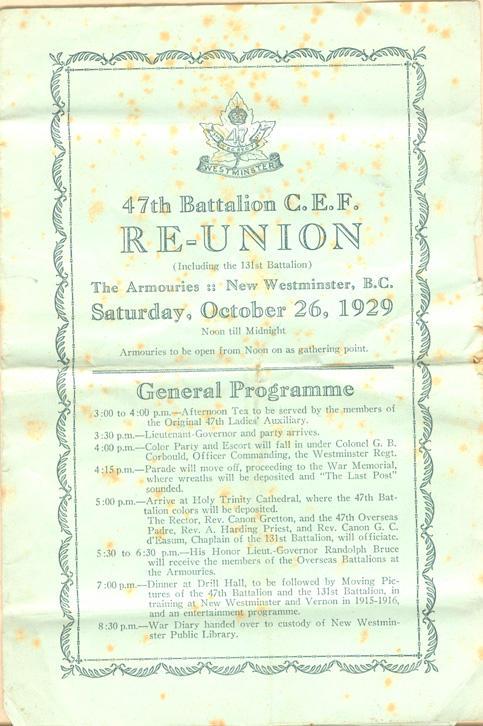 47
WESTMINSTER
47th Battalion C.E.F.
RE-UNION
(Including the 131st Battalion)
The Armouries :: New Westminster, B.C.
Saturday, October 26, 1929
Noon till Midnight
Armouries to be open from Noon on as gathering point.
General Programme
3:00 to 4:00 p.m.—Afternoon Tea to be served by the members of
the Original 47th Ladies' Auxiliary.
3:30 p.m.—Lieutenant-Governor and party arrives.
4:00 p.m.—Color Party and Escort will fall in under Colonel G. B.
Corbould, Officer Commanding, the Westminster Regt.
4:15 p.m.—Parade will move off, proceeding to the War Memorial,
where wreaths will be deposited and "The Last Post"
sounded.
5:00 p.m.—Arrive at Holy Trinity Cathedral, where the 47th Bat-
talion colors will be deposited.
The Rector, Rev. Canon Gretton, and the 47th Overseas
Padre, Rev. A. Harding Priest, and Rev. Canon G. C.
d'Easum, Chaplain of the 131st Battalion, will officiate.
5:30 to 6:30 p.m.—His Honor Lieut.-Governor Randolph Bruce
will receive the members of the Overseas Battalions at
the Armouries.
7:00 p.m.—Dinner at Drill Hall, to be followed by Moving Pic-
tures of the 47th Battalion and the 131st Battalion, in
training at New Westminster and Vernon in 1915-1916,
and an entertainment programme.
8:30 p.m.—War Diary handed over to custody of New Westmin-
ster Public Library.